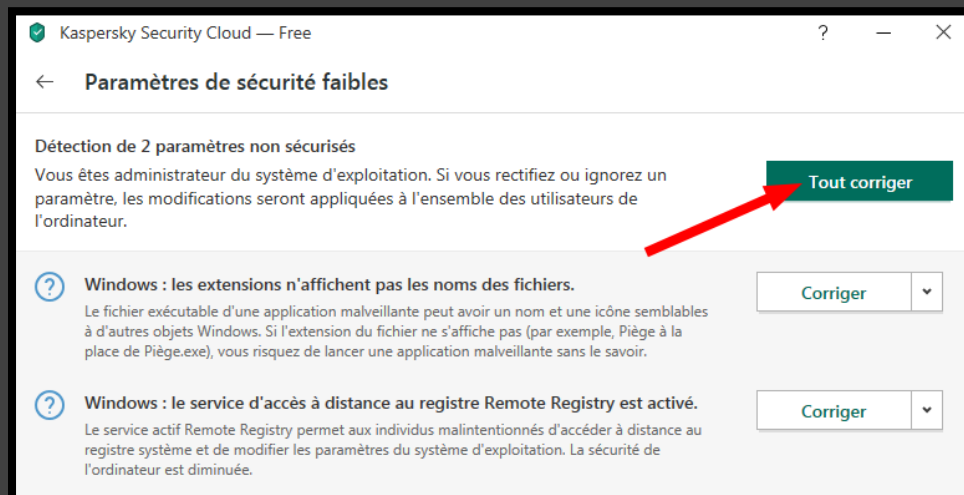 Kaspersky Security Cloud — Free
Paramètres de sécurité faibles
Détection de 2 paramètres non sécurisés
Vous êtes administrateur du système d'exploitation. Si vous rectifiez ou ignorez un
paramètre, les modifications seront appliquées à l'ensemble des utilisateurs de
l'ordinateur.
Tout corriger
Windows : les extensions n'affichent pas les noms des fichiers.
Le fichier exécutable d'une application malveillante peut avoir un nom et une icône semblables
à d'autres objets Windows. Si l'extension du fichier ne s'affiche pas (par exemple, Piège à la
place de Piège.exe), vous risquez de lancer une application malveillante sans le savoir.
Corriger
Windows : le service d'accès à distance au registre Remote Registry est activé.
Le service actif Remote Registry permet aux individus malintentionnés d'accéder à distance au
registre système et de modifier les paramètres du système d'exploitation. La sécurité de
l'ordinateur est diminuée.
Corriger